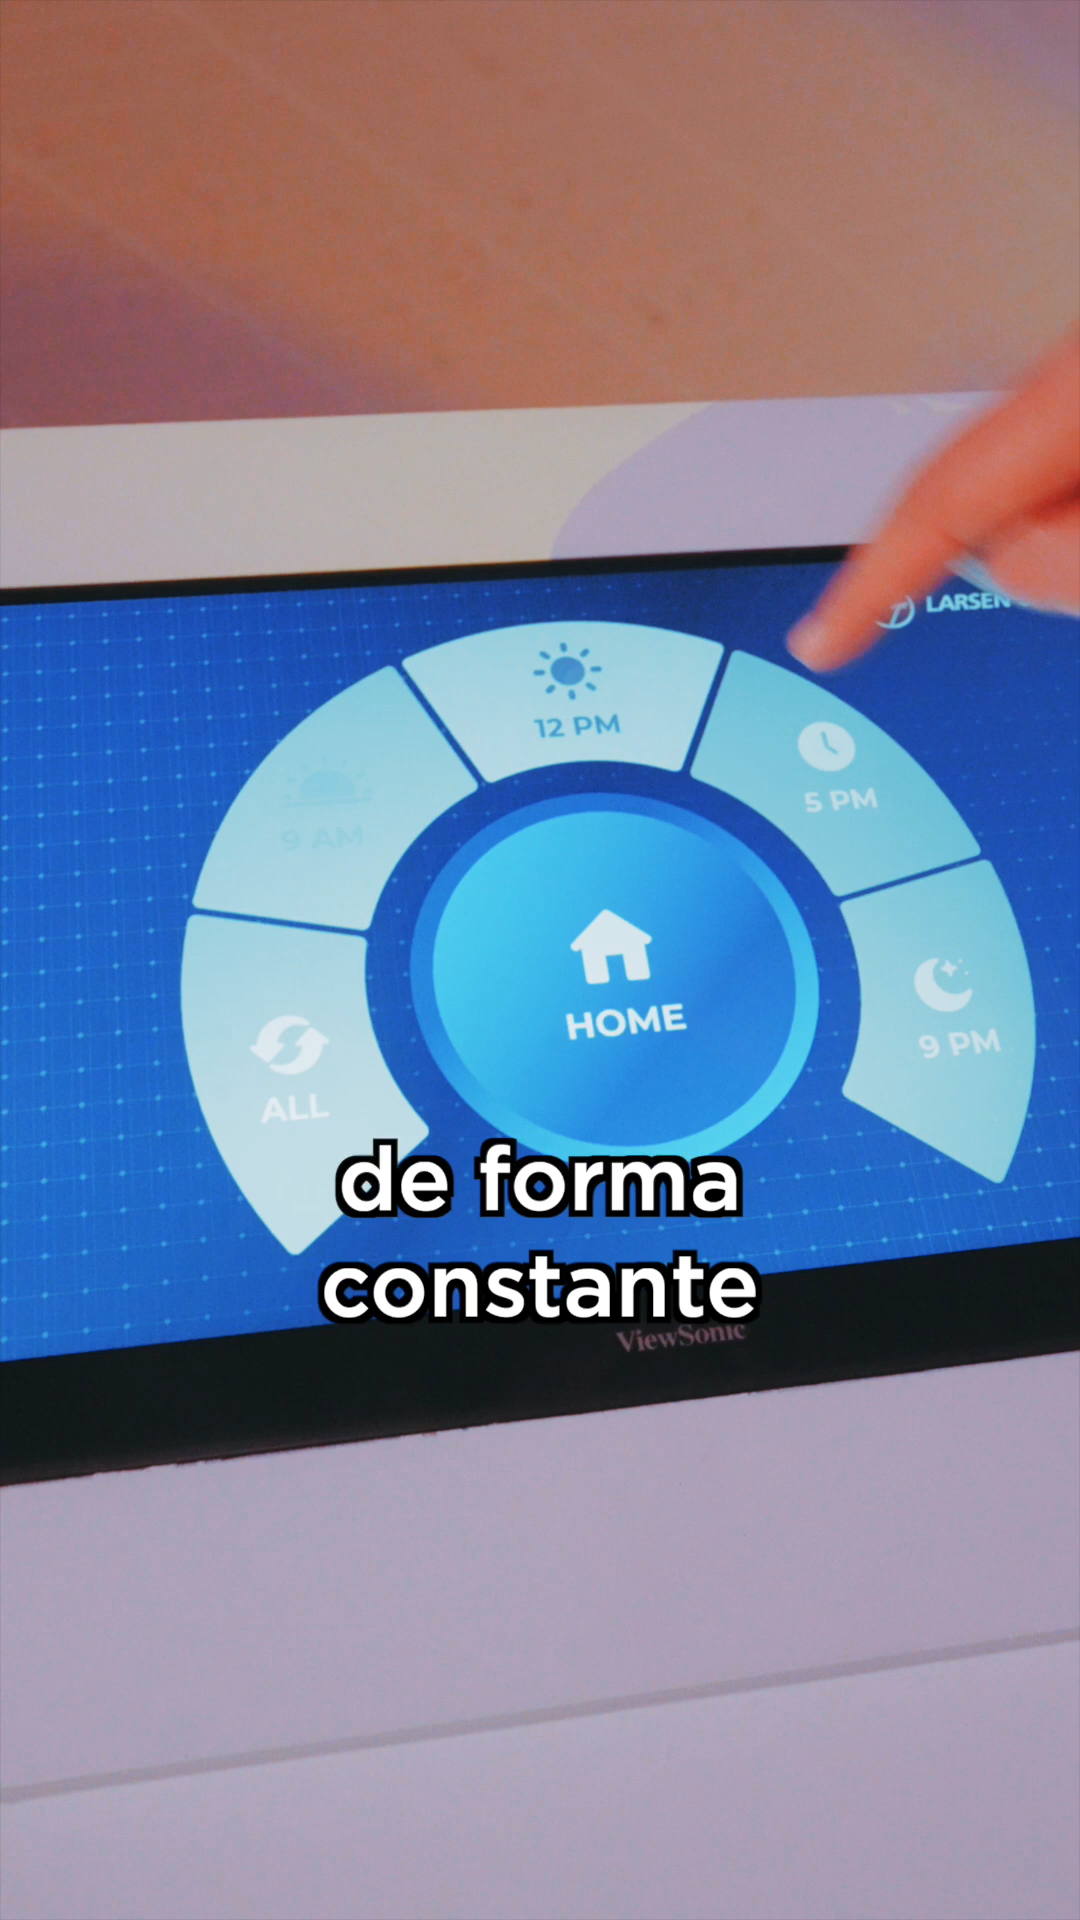 LARSEN
12 PM
5 PM
9 AM
9 PM
HOME
ALL
de forma
constante
ViewSonic